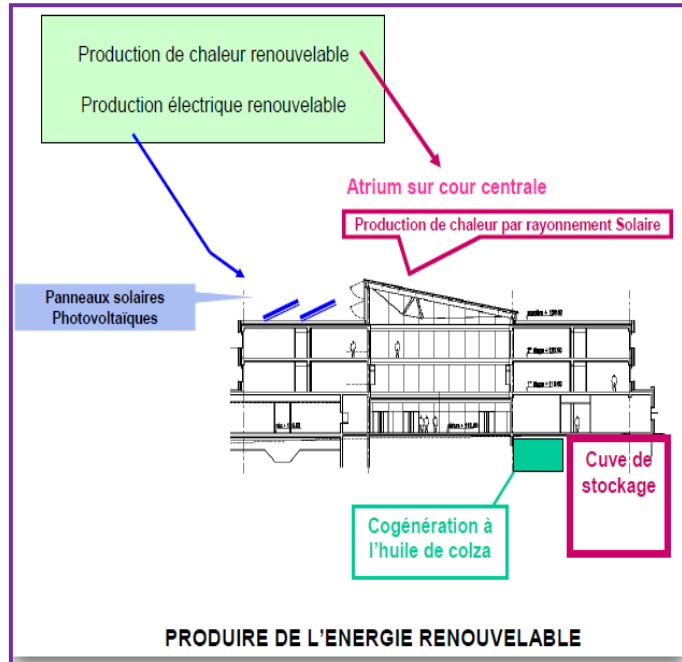 Production de chaleur renouvelable
Production électrique renouvelable
Atrium sur cour centrale
Production de chaleur par rayonnement Solaire
Panneaux solaires
Photovoltaïques
Cuve de
stockage
Cogénération à
l'huile de colza
PRODUIRE DE L'ENERGIE RENOUVELABLE